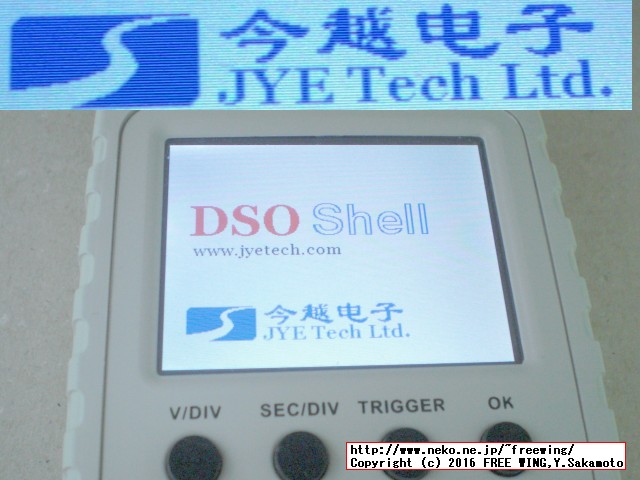 今越电子
JYE Tech Ltd.
DSO Shell
www.jyetech.com
今越电子
JYE Tech Ltd.
V/DIV SEC/DIV TRIGGER OK
http://www.neko.ne.jp/~freewing/
Copyright (c) 2016 FREE WING,Y.Sakamoto